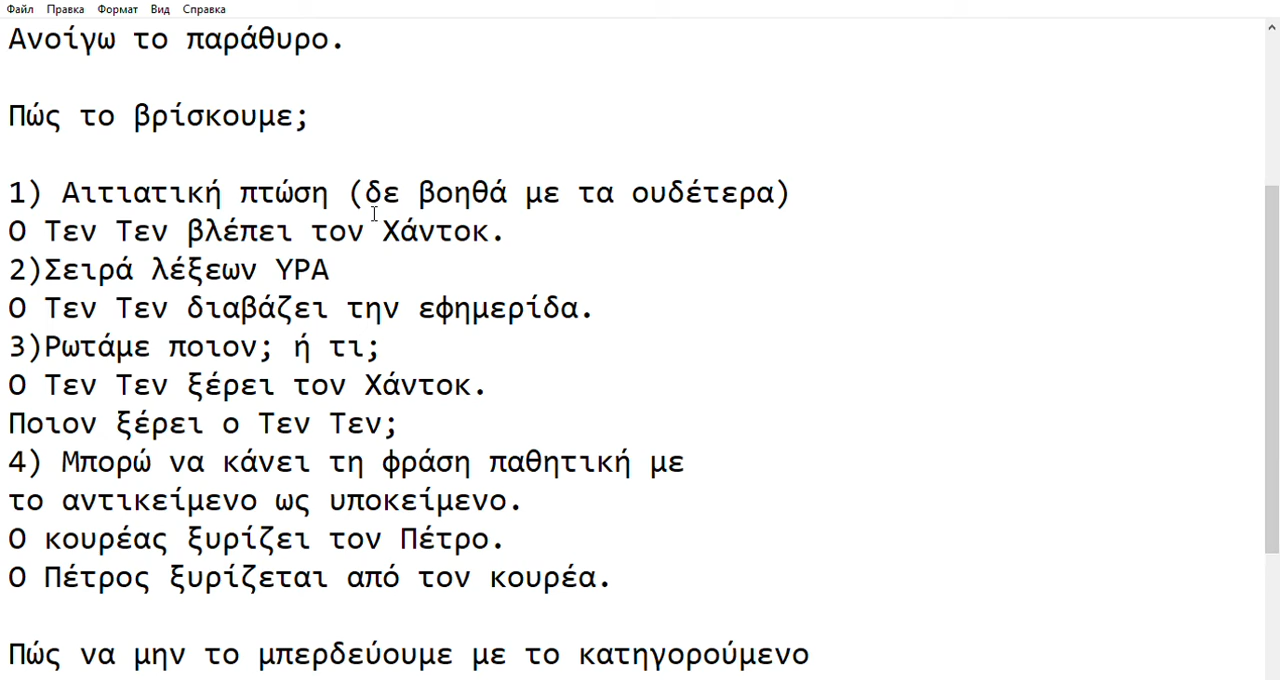 Файл Правка Формат Вид Справка
Ανοίγω το παράθυρο.
Πώς το βρίσκουμε;
1) Αιτιατική πτώση (δε βοηθά με τα ουδέτερα)
Ο Τεν Τεν βλέπει τον Χάντοκ.
2)Σειρά λέξεων ΥΡΑ
Ο Τεν Τεν διαβάζει την εφημερίδα.
3)Ρωτάμε ποιον; ή τι;
Ο Τεν Τεν ξέρει τον Χάντοκ.
Ποιον ξέρει ο Τεν Τεν;
4) Μπορώ να κάνει τη φράση παθητική με
το αντικείμενο ως υποκείμενο.
Ο κουρέας ξυρίζει τον Πέτρο.
Ο Πέτρος ξυρίζεται από τον κουρέα.
Πώς να μην το μπερδεύουμε με το κατηγορούμενο